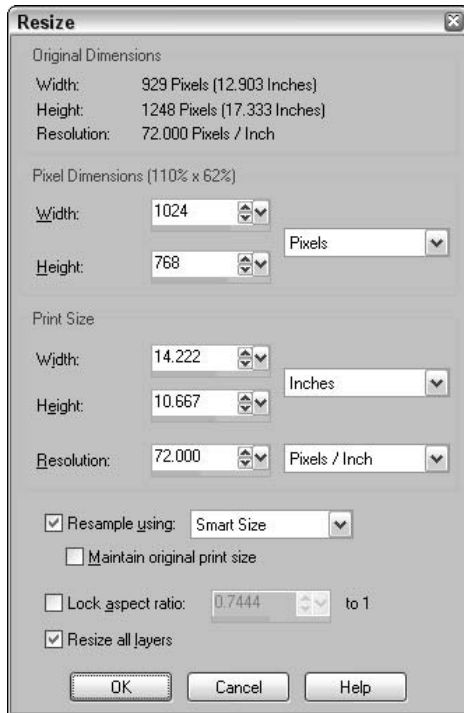 Resize
Original Dimensions
Width: 929 Pixels (12.903 Inches)
Height: 1248 Pixels (17.333 Inches)
Resolution: 72.000 Pixels / Inch
Pixel Dimensions (110% x 62%)
Width: 1024
Pixels
Height: 768
Print Size
Width: 14.222
Inches
Height: 10.667
Resolution: 72.000 Pixels / Inch
Resample using: Smart Size
Maintain original print size
Lock aspect ratio: 0.7444 to 1
Resize all layers
OK Cancel Help